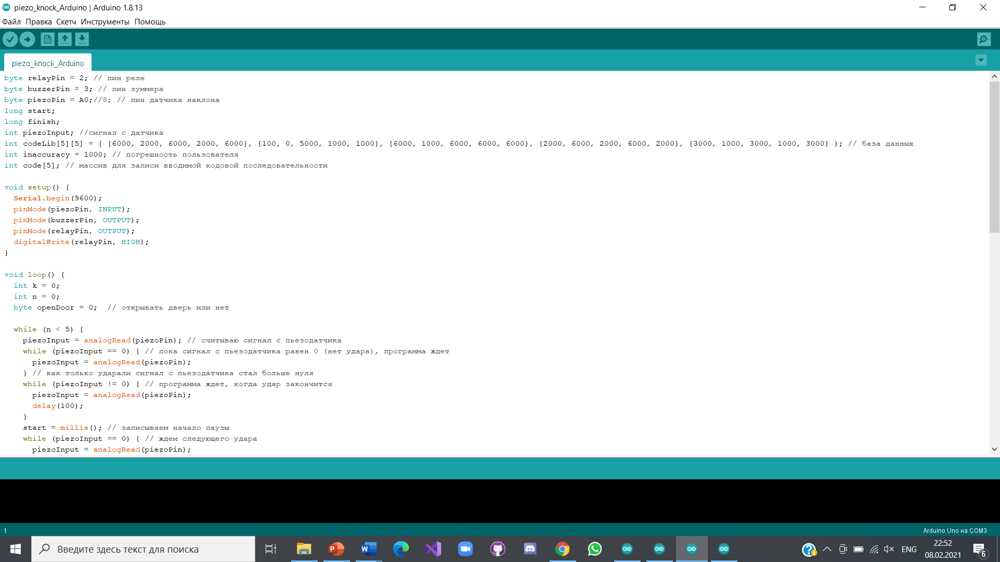 piezo_knock_Arduino | Arduino 1.8.13
Файл Правка Скетч Инструменты Помощь
piezo_knock_Arduino
byte relayPin = 2; // пин реле
byte buzzerPin = 3; // пин зуммера
byte piezoPin = A0;//8; // пин датчика наклона
long start;
long finish;
int piezoInput; //сигнал с датчика
int codeLib[5][5] = { {6000, 2000, 6000, 2000, 6000}, {100, 0, 5000, 1000, 1000}, {6000, 1000, 6000, 6000, 6000}, {2000, 6000, 2000, 6000, 2000}, {3000, 1000, 3000, 1000, 3000} }; // база данных
int inaccuracy = 1000; // погрешность пользователя
int code[5]; // массив для записи вводимой кодовой последовательности
void setup() {
  Serial.begin(9600);
  pinMode(piezoPin, INPUT);
  pinMode(buzzerPin, OUTPUT);
  pinMode(relayPin, OUTPUT);
  digitalWrite(relayPin, HIGH);
}
void loop() {
  int k = 0;
  int n = 0;
  byte openDoor = 0;  // открывать дверь или нет
  while (n < 5) {
    piezoInput = analogRead(piezoPin); // считываю сигнал с пьезодатчика
    while (piezoInput == 0) { // пока сигнал с пьезодатчика равен 0 (нет удара), программа ждет
      piezoInput = analogRead(piezoPin);
    } // как только ударали сигнал с пьезодатчика стал больше нуля
    while (piezoInput != 0) { // программа ждет, когда удар закончится
      piezoInput = analogRead(piezoPin);
      delay(100);
    }
    start = millis(); // записываем начало паузы
    while (piezoInput == 0) { // ждем следующего удара
      piezoInput = analogRead(piezoPin);
1
Arduino Uno на COM3
Введите здесь текст для поиска
ENG
22:52
08.02.2021
6